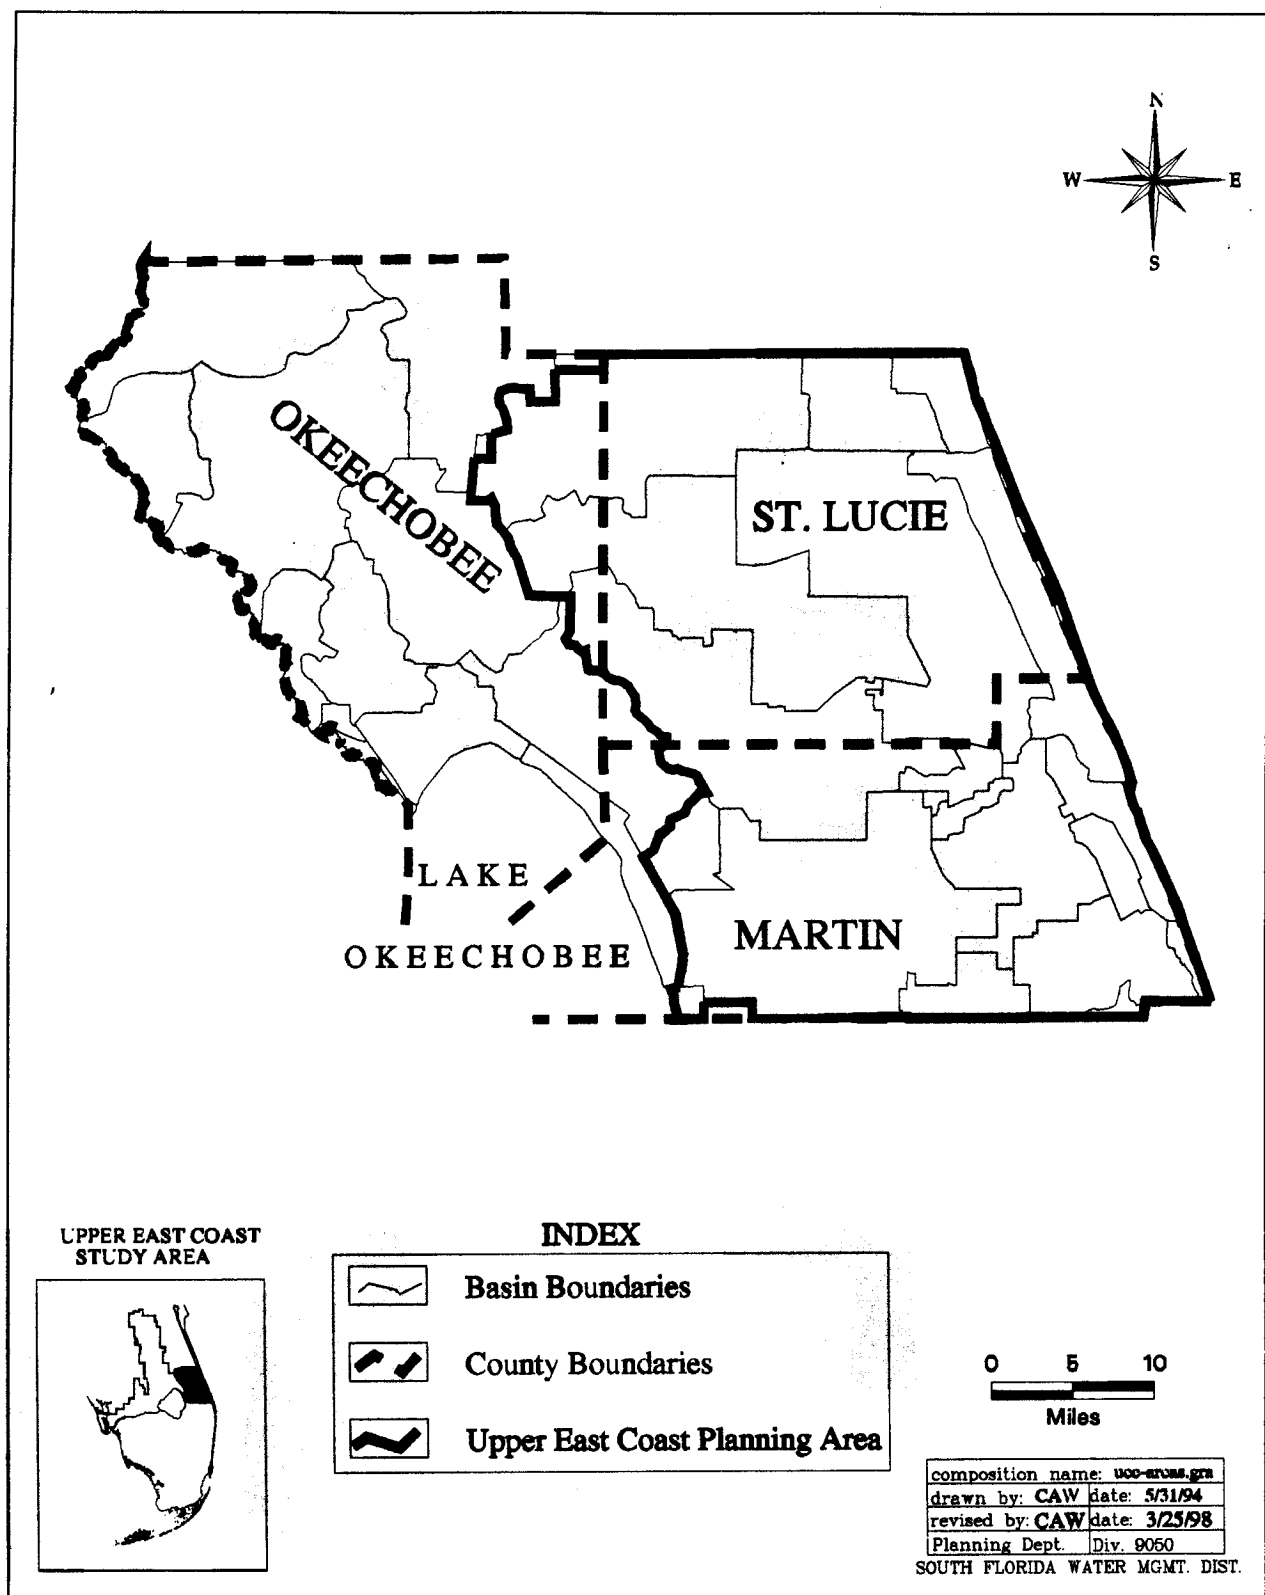 N
W E
S
OKEECHOBEE
ST. LUCIE
LAKE
OKEECHOBEE
MARTIN
UPPER EAST COAST
STUDY AREA
INDEX
Basin Boundaries
County Boundaries
Upper East Coast Planning Area
0 5 10
Miles
composition name:
drawn by: CAW date: 5/31/94
revised by: CAW date: 3/25/98
Planning Dept. Div. 9050
SOUTH FLORIDA WATER MGMT. DIST.